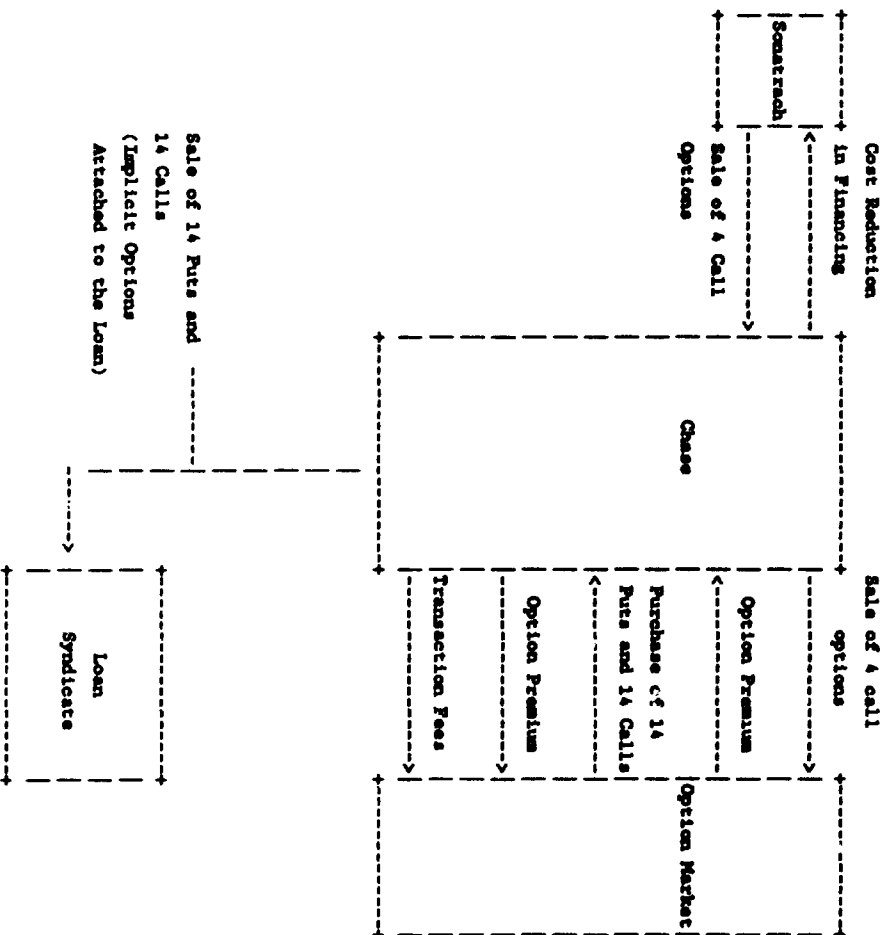 Cost Reduction
in Financing
Sonatrach
Sale of 4 Call
Options
Chase
Sale of 4 call
options
Option Premium
Purchase of 14
Puts and 14 Calls
Option Premium
Transaction Fees
Option Market
Sale of 14 Puts and
14 Calls
(Implicit Options
Attached to the Loan)
Loan
Syndicate